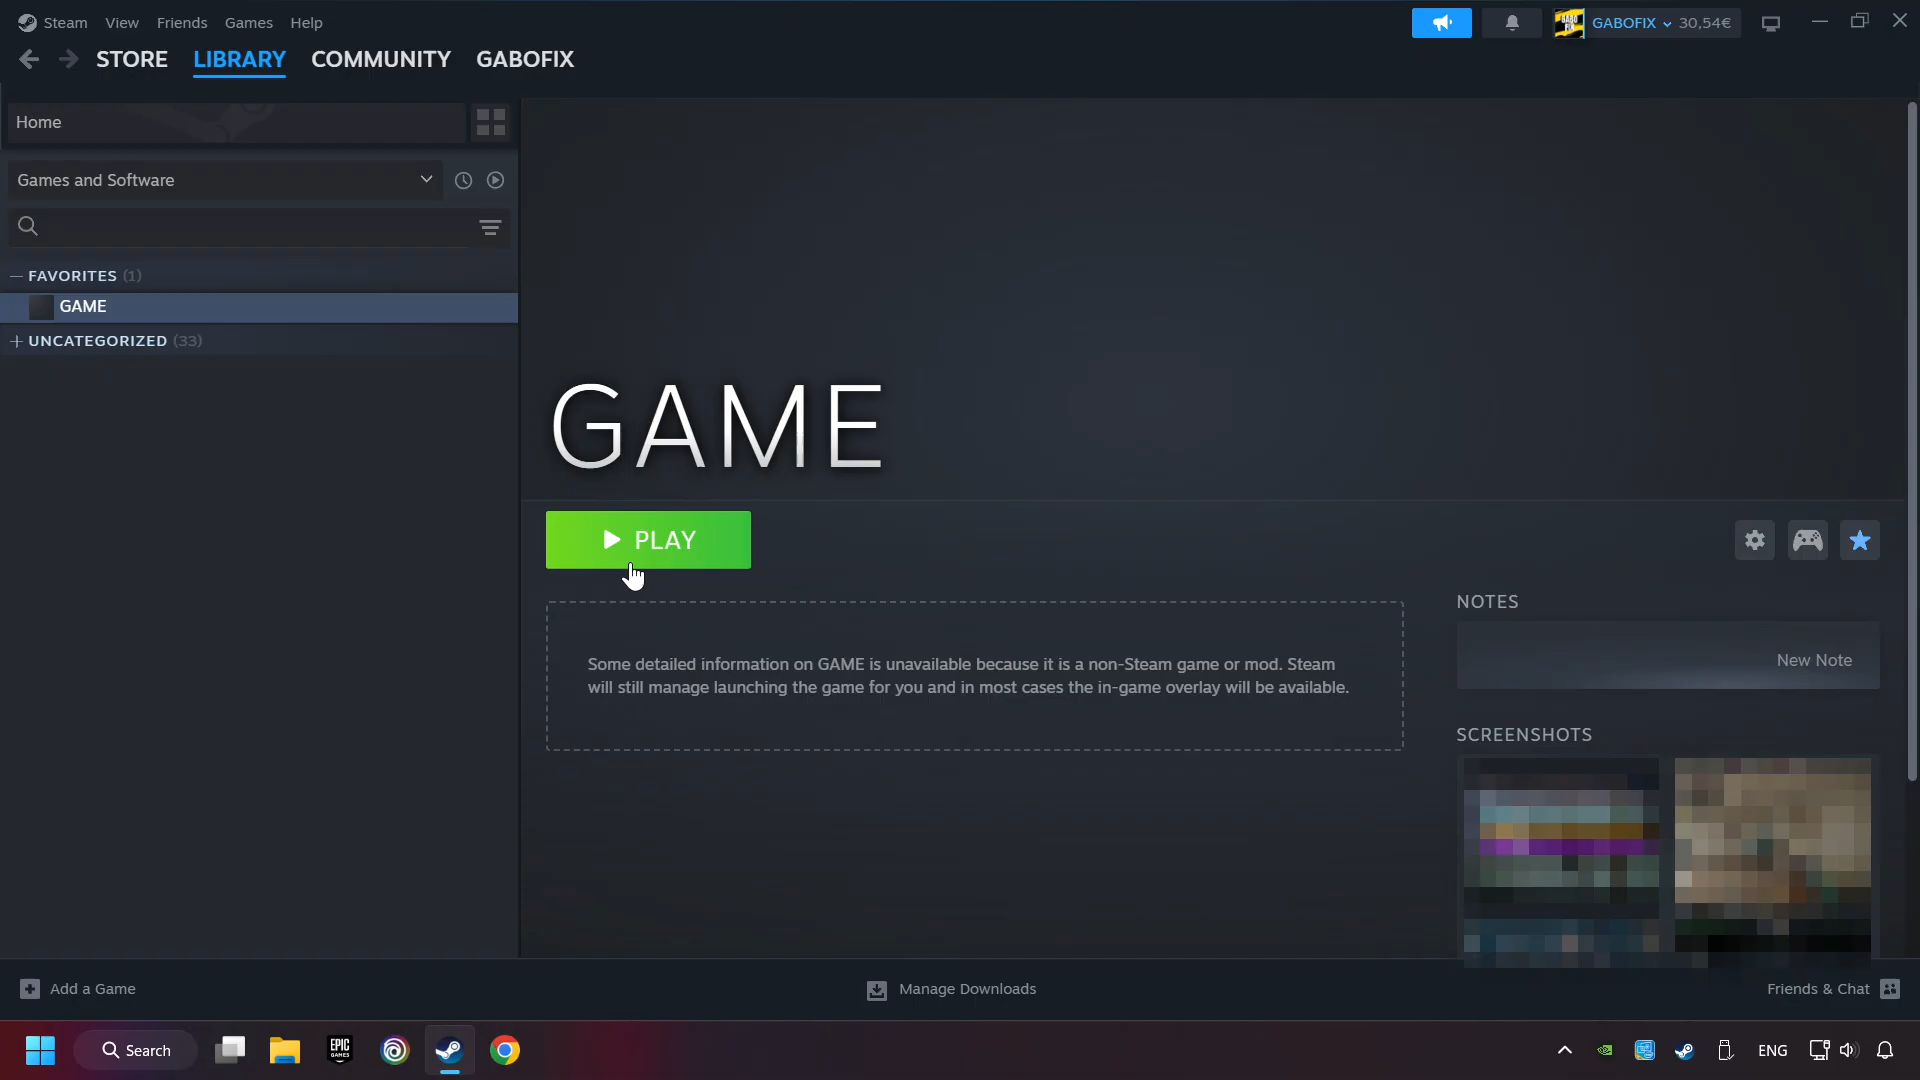 Steam View Friends Games Help
GABOFIX 30,54€
STORE LIBRARY COMMUNITY GABOFIX
Home
Games and Software
FAVORITES (1)
GAME
UNCATEGORIZED (33)
GAME
PLAY
Some detailed information on GAME is unavailable because it is a non-Steam game or mod. Steam
will still manage launching the game for you and in most cases the in-game overlay will be available.
NOTES
New Note
SCREENSHOTS
Add a Game
Manage Downloads
Friends & Chat
Search
EPIC
GAMES
ENG